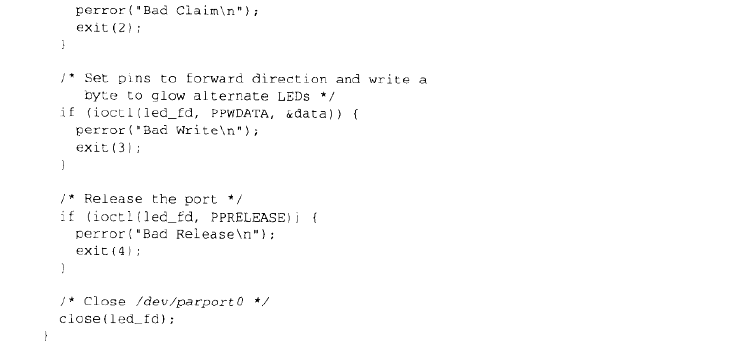 perror("Bad Claim\n");
exit(2);
}
/* Set pins to forward direction and write a
byte to glow alternate LEDs */
if (ioctl(led_fd, PPWDATA, &data)) {
perror("Bad Write\n");
exit(3);
}
/* Release the port */
if (ioctl(led_fd, PPRELEASE)) {
perror("Bad Release\n");
exit(4);
}
/* Close /dev/parport0 */
close(led_fd);
}